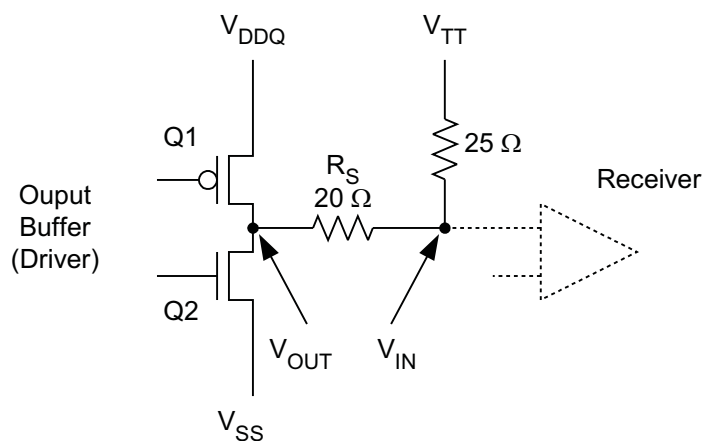 VDDQ
VTT
Q1
25 Ω
RS
20 Ω
Receiver
Ouput
Buffer
(Driver)
Q2
VOUT
VIN
VSS